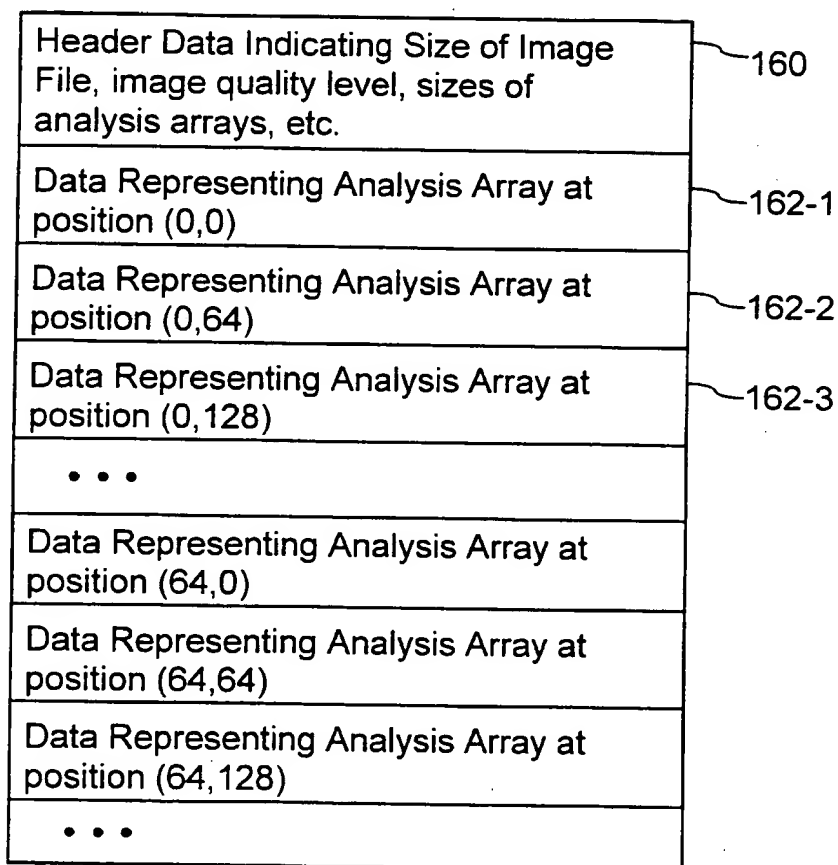 Header Data Indicating Size of Image
File, image quality level, sizes of
analysis arrays, etc.
160
Data Representing Analysis Array at
position (0,0)
162-1
Data Representing Analysis Array at
position (0,64)
162-2
Data Representing Analysis Array at
position (0,128)
162-3
• • •
Data Representing Analysis Array at
position (64,0)
Data Representing Analysis Array at
position (64,64)
Data Representing Analysis Array at
position (64,128)
• • •